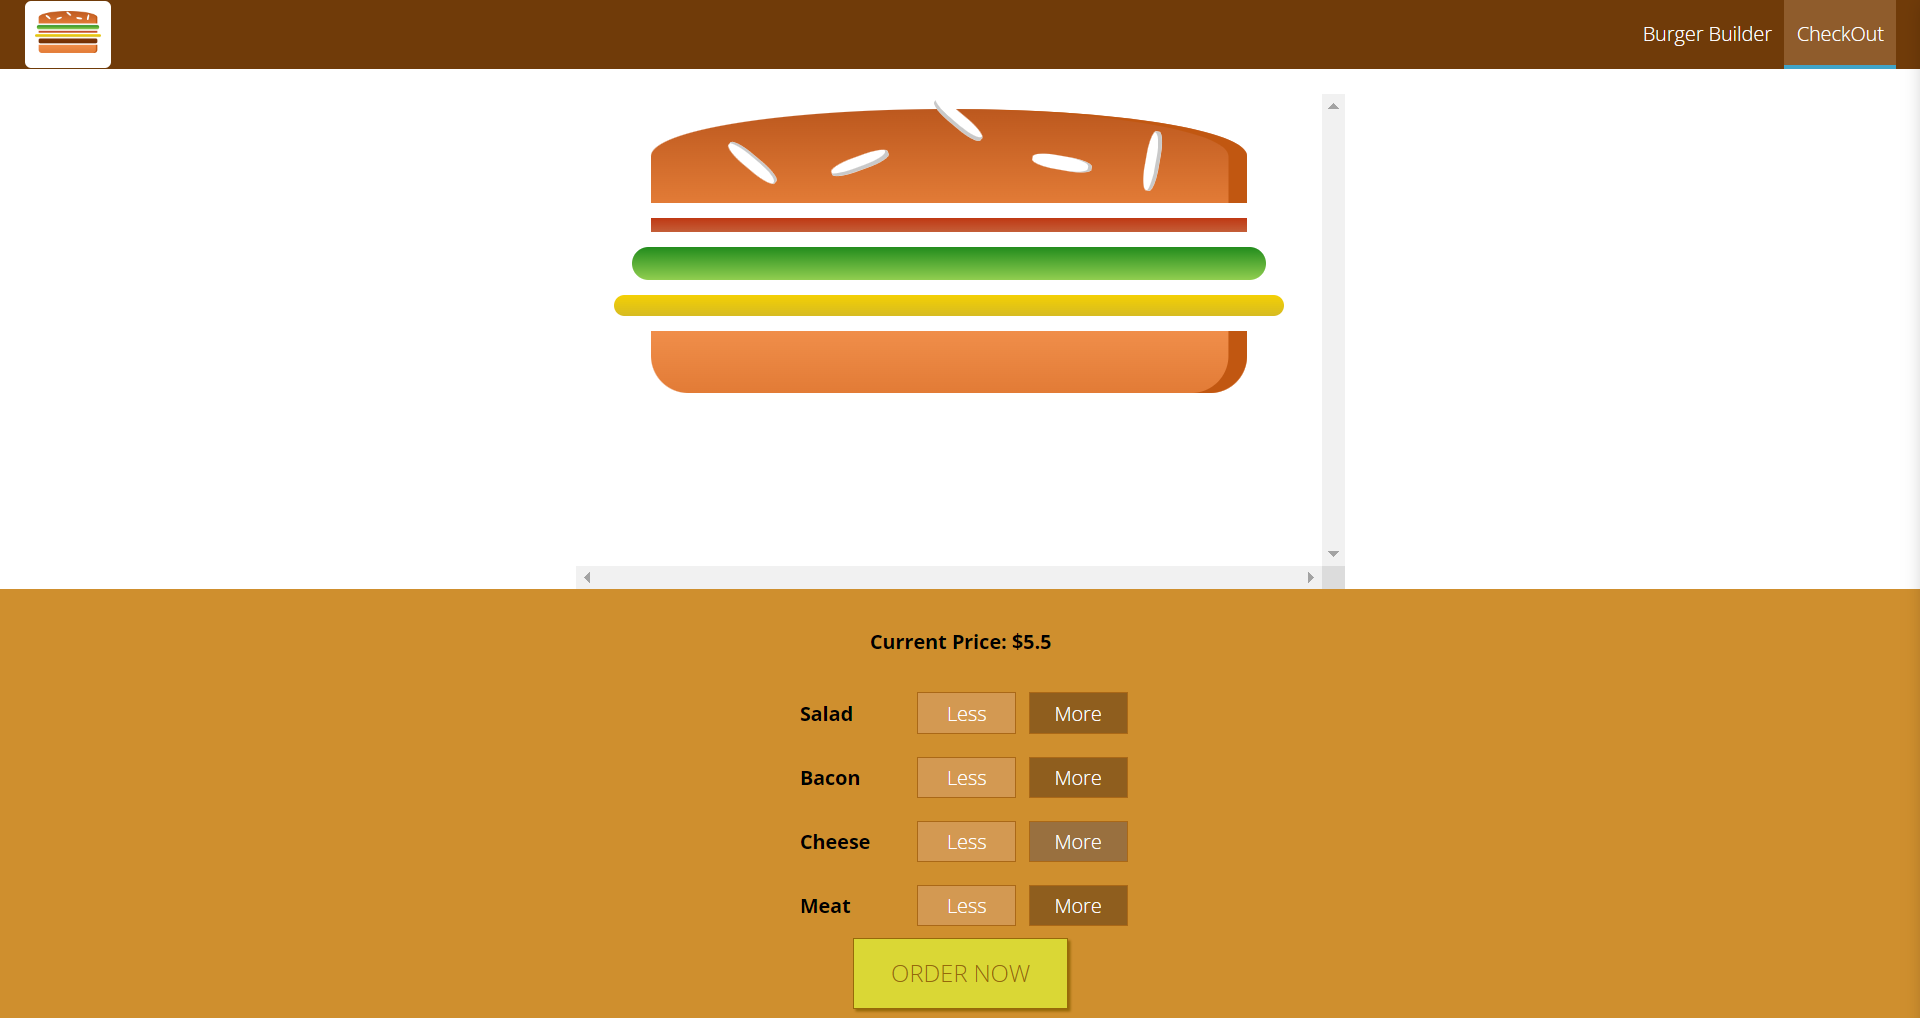 Burger Builder
CheckOut
Current Price: $5.5
Salad Less More
Bacon Less More
Cheese Less More
Meat Less More
ORDER NOW